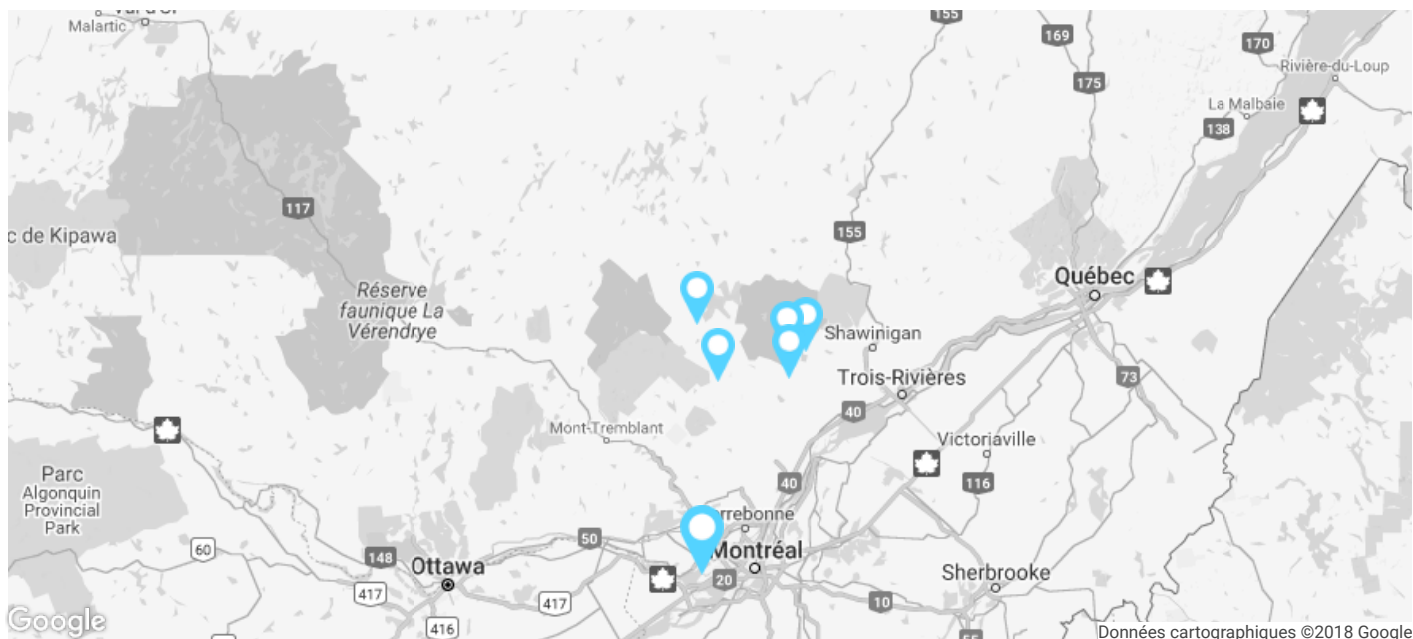 Malartic
155
169
170
175
Rivière-du-Loup
La Malbaie
138
117
c de Kipawa
155
Réserve
faunique La
Vérendrye
Québec
Shawinigan
Trois-Rivières
73
40
Mont-Tremblant
Victoriaville
Parc
Algonquin
Provincial
Park
40
116
rrebonne
50
60
148
Ottawa
Montréal
20
Sherbrooke
417
417
10
416
55
Google
Données cartographiques ©2018 Google